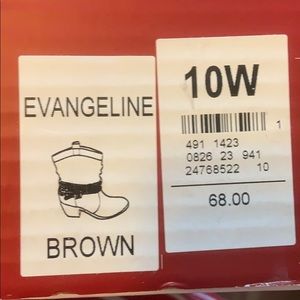 EVANGELINE
BROWN
10W
1
491 1423
0826 23 941
24768522 10
68.00